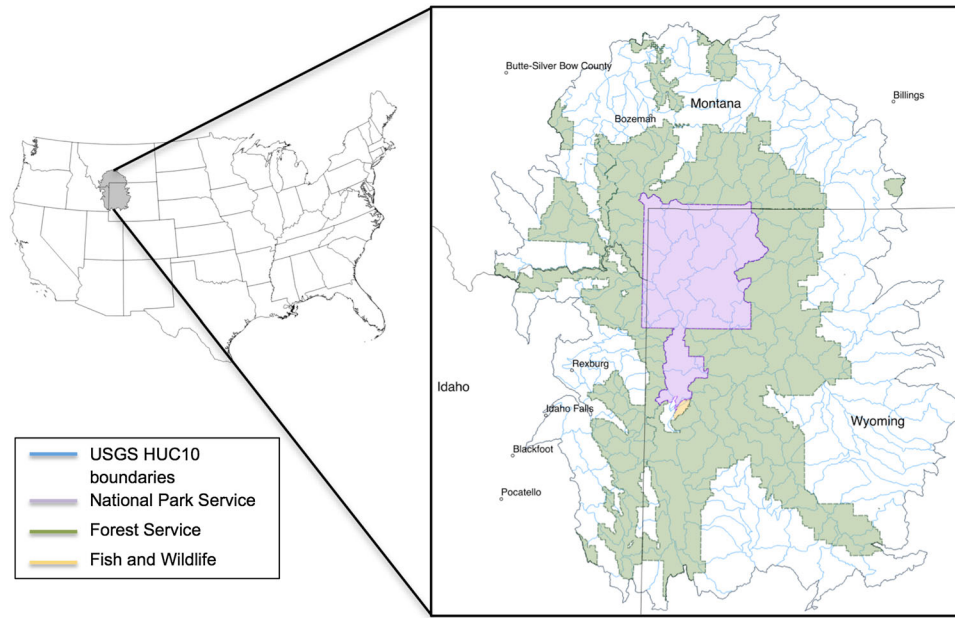 Butte-Silver Bow County
Billings
Montana
Bozeman
Rexburg
Idaho
Idaho Falls
Wyoming
Blackfoot
Pocatello
USGS HUC10
boundaries
National Park Service
Forest Service
Fish and Wildlife